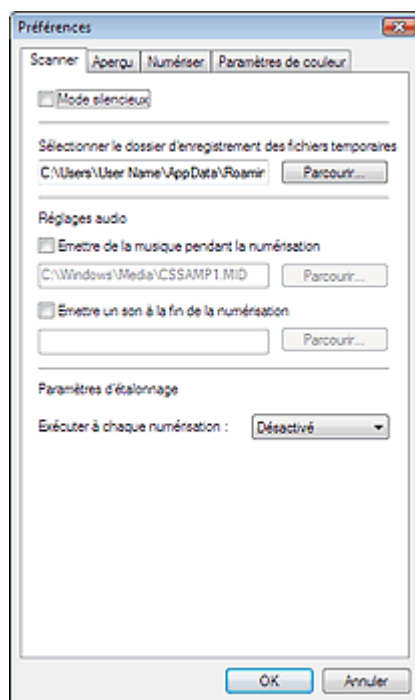 Préférences
Scanner Aperçu Numériser Paramètres de couleur
Mode silencieux
Sélectionner le dossier d'enregistrement des fichiers temporaires
C:\Users\User Name\AppData\Roamir Parcourir...
Réglages audio
Emettre de la musique pendant la numérisation
C:\Windows\Media\CSSAMP1.MID Parcourir...
Emettre un son à la fin de la numérisation
Parcourir...
Paramètres d'étalonnage
Exécuter à chaque numérisation : Désactivé
OK Annuler